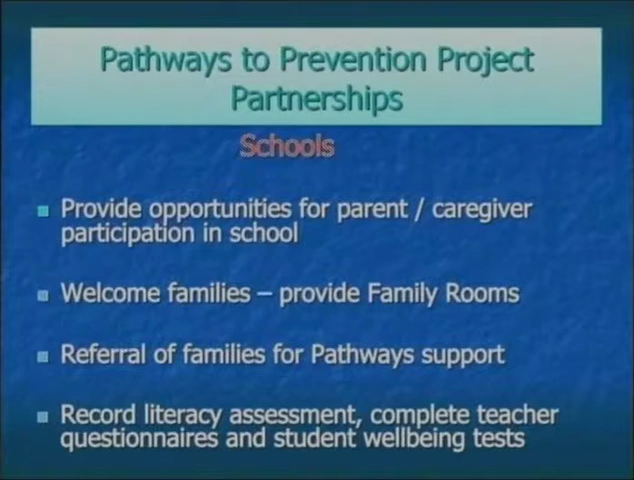 Pathways to Prevention Project
Partnerships
Schools
Provide opportunities for parent / caregiver
participation in school
Welcome families – provide Family Rooms
Referral of families for Pathways support
Record literacy assessment, complete teacher
questionnaires and student wellbeing tests